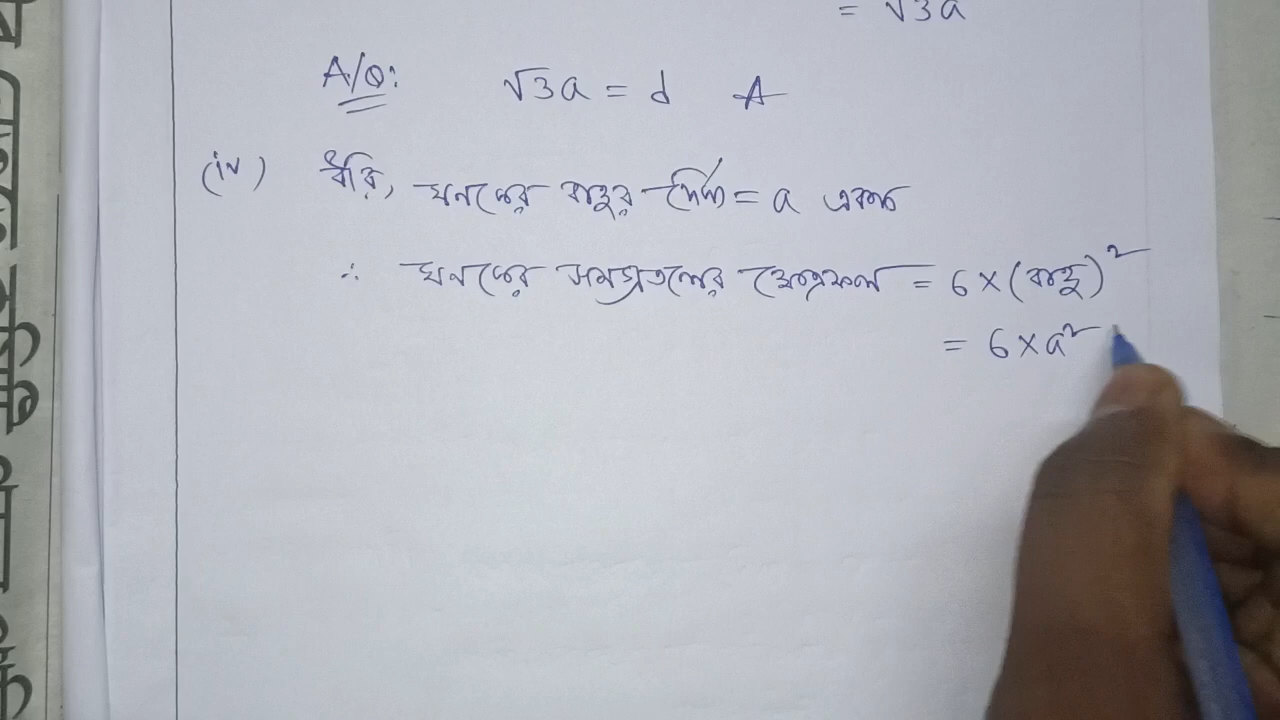 = √3a
A/Q: √3a = d A
(iv) ধরি, ঘনকের বাহুর দৈর্ঘ্য = a একক
∴ ঘনকের সমগ্রতলের ক্ষেত্রফল = 6 × (বাহু)²
= 6 × a²